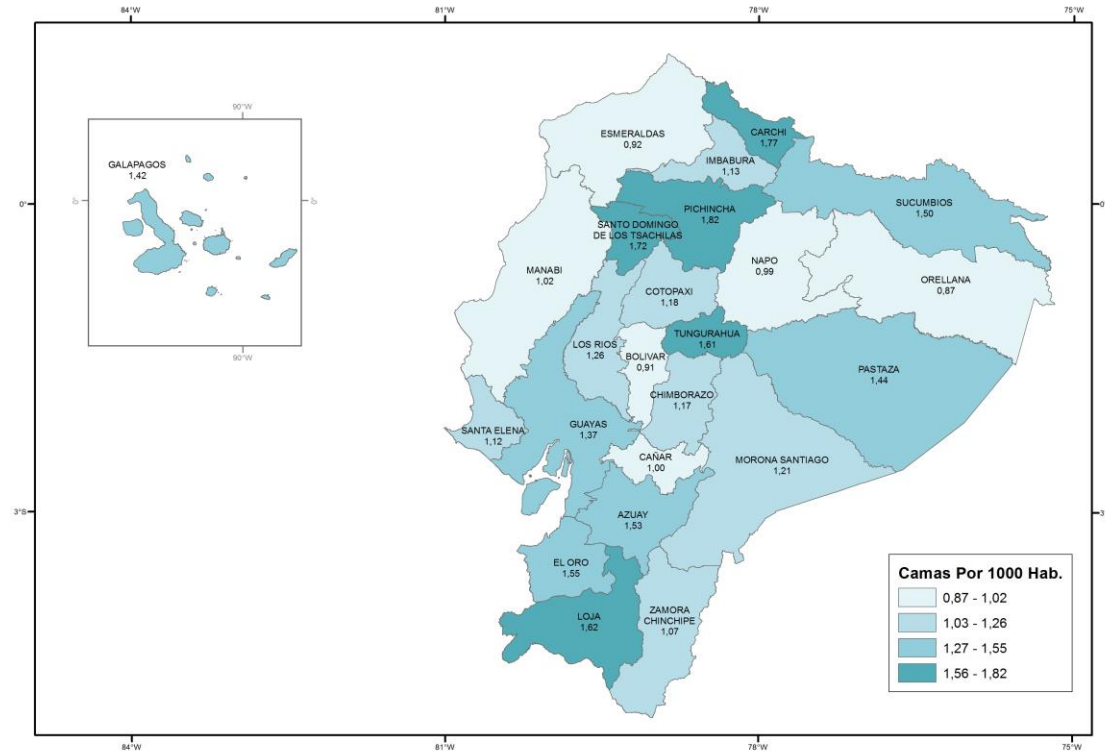 84°W
81°W
78°W
75°W
90°W
GALAPAGOS
1,42
0°
0°
90°W
0°
0°
3°S
3°S
ESMERALDAS
0,92
CARCHI
1,77
IMBABURA
1,13
SUCUMBIOS
1,50
PICHINCHA
1,82
SANTO DOMINGO
DE LOS TSACHILAS
1,72
NAPO
0,99
ORELLANA
0,87
MANABI
1,02
COTOPAXI
1,18
TUNGURAHUA
1,61
LOS RIOS
1,26
BOLIVAR
0,91
PASTAZA
1,44
CHIMBORAZO
1,17
SANTA ELENA
1,12
GUAYAS
1,37
CAÑAR
1,00
MORONA SANTIAGO
1,21
AZUAY
1,53
EL ORO
1,55
LOJA
1,62
ZAMORA
CHINCHIPE
1,07
Camas Por 1000 Hab.
0,87 - 1,02
1,03 - 1,26
1,27 - 1,55
1,56 - 1,82
84°W
81°W
78°W
75°W